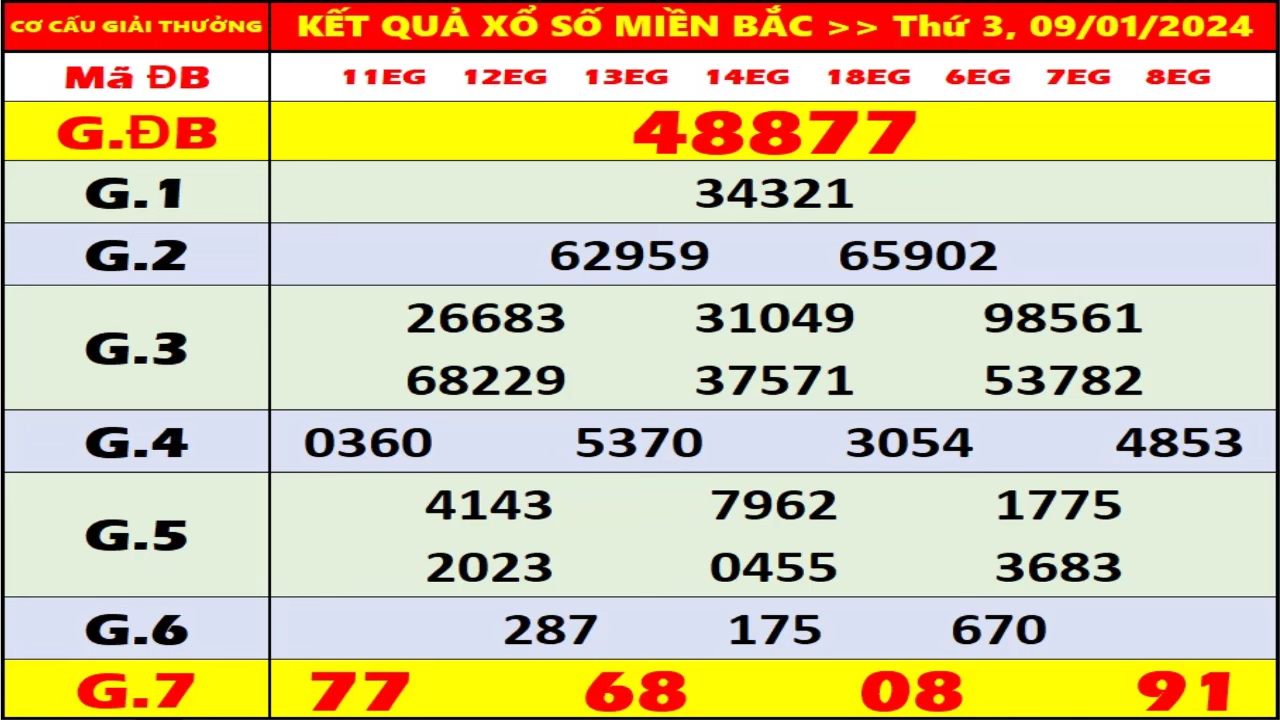 CƠ CẤU GIẢI THƯỞNG KẾT QUẢ XỔ SỐ MIỀN BẮC >> Thứ 3, 09/01/2024
Mã ĐB 11EG 12EG 13EG 14EG 18EG 6EG 7EG 8EG
G.ĐB 48877
G.1 34321
G.2 62959 65902
G.3
26683 31049 98561
68229 37571 53782
G.4 0360 5370 3054 4853
G.5
4143 7962 1775
2023 0455 3683
G.6 287 175 670
G.7 77 68 08 91